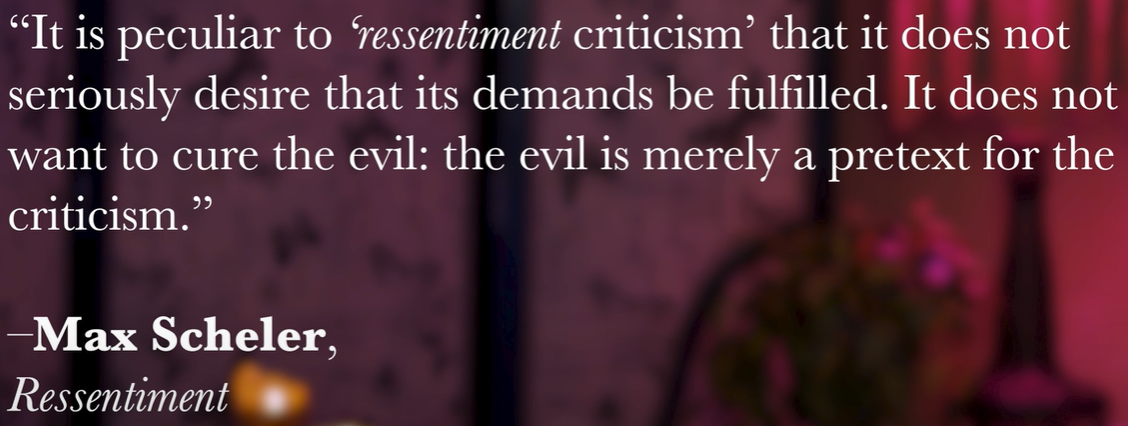 “It is peculiar to ‘ressentiment criticism’ that it does not
seriously desire that its demands be fulfilled. It does not
want to cure the evil: the evil is merely a pretext for the
criticism.”
–Max Scheler,
Ressentiment